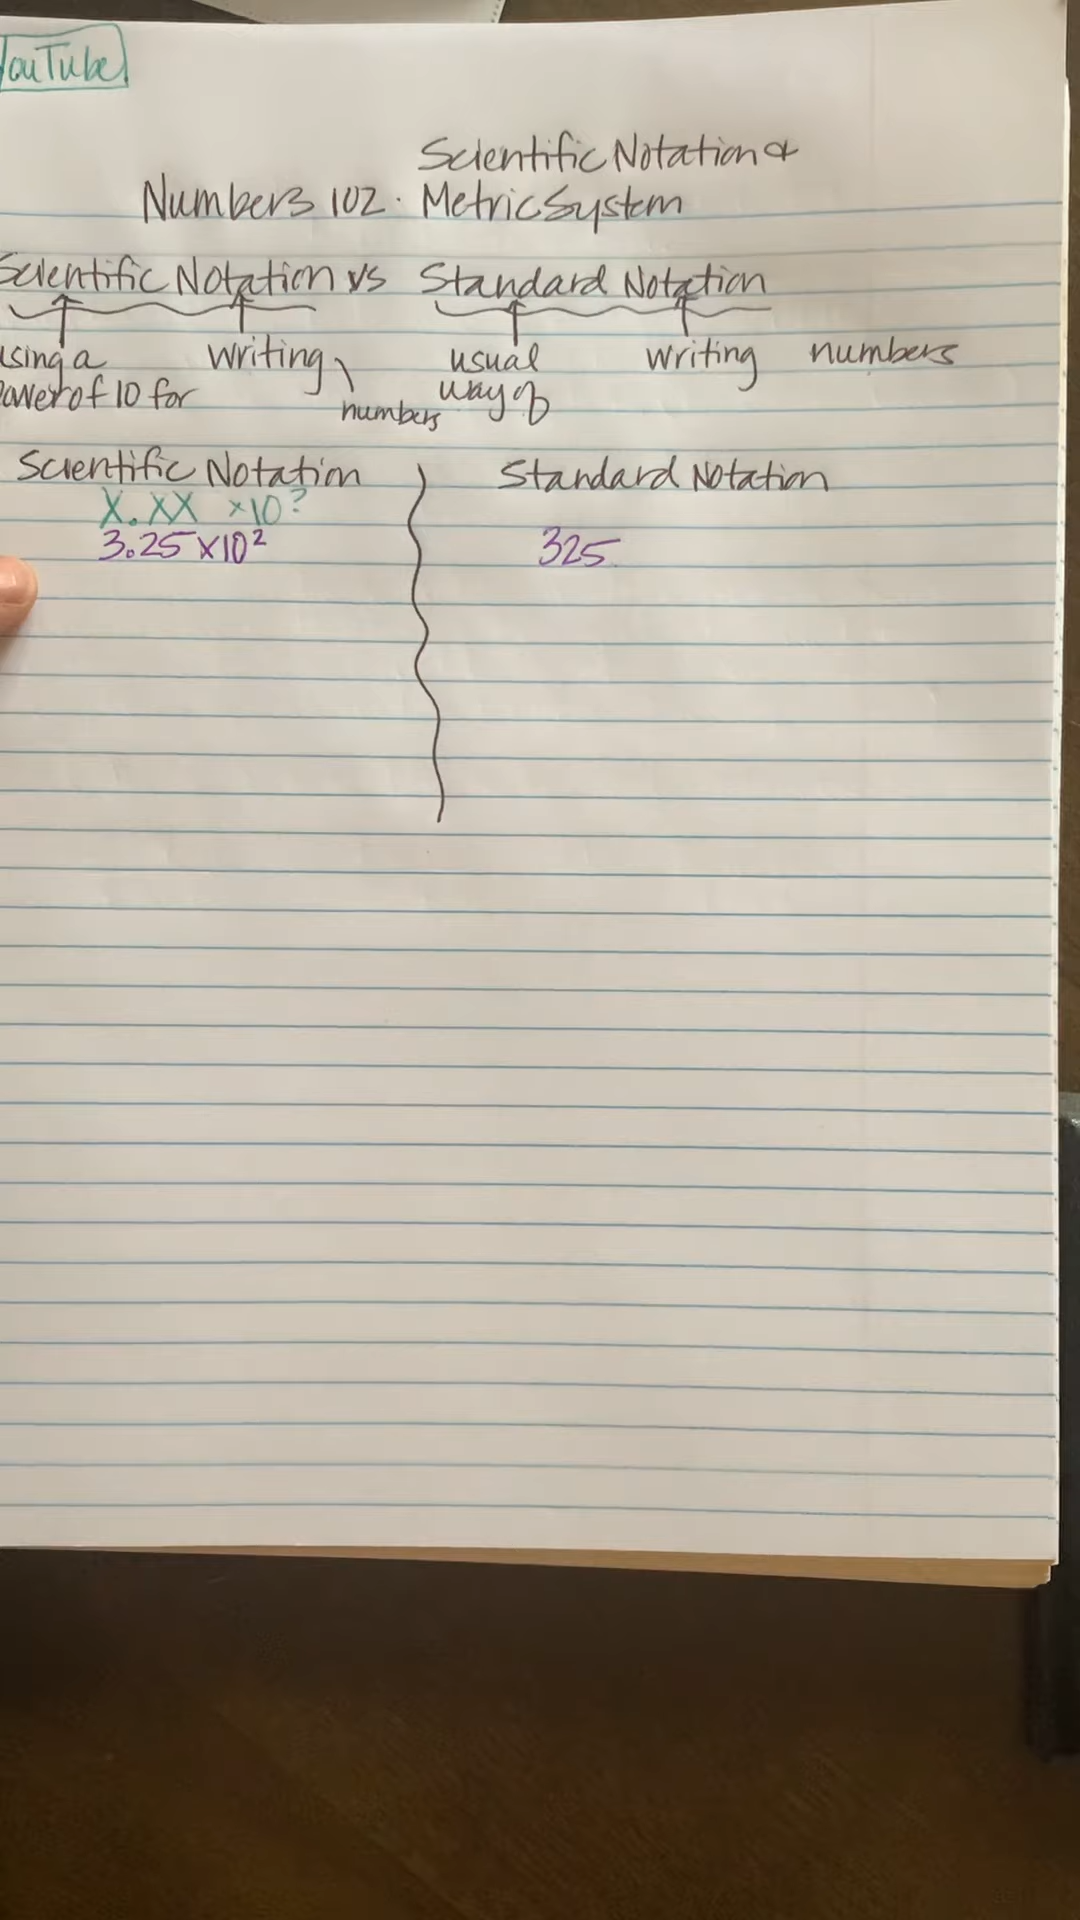 YouTube
Scientific Notation &
Numbers 102. Metric System
Scientific Notation vs Standard Notation
using a writing usual writing numbers
Power of 10 for numbers way of
Scientific Notation Standard Notation
X.XX ×10?
3.25×10² 325.